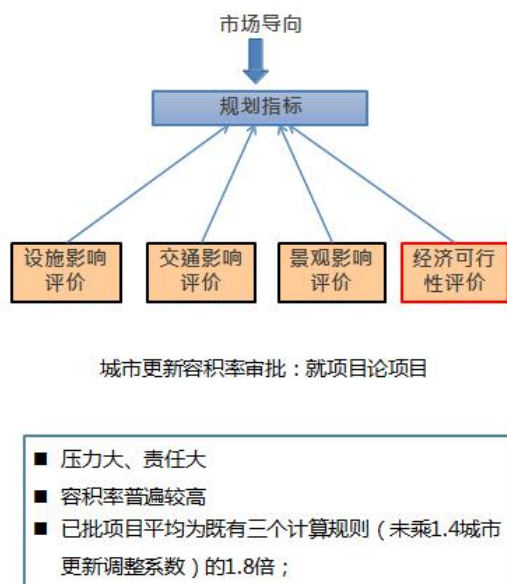 市场导向
规划指标
设施影响
评价
交通影响
评价
景观影响
评价
经济可行
性评价
城市更新容积率审批：就项目论项目
■ 压力大、责任大
■ 容积率普遍较高
■ 已批项目平均为既有三个计算规则（未乘1.4城市
更新调整系数）的1.8倍；